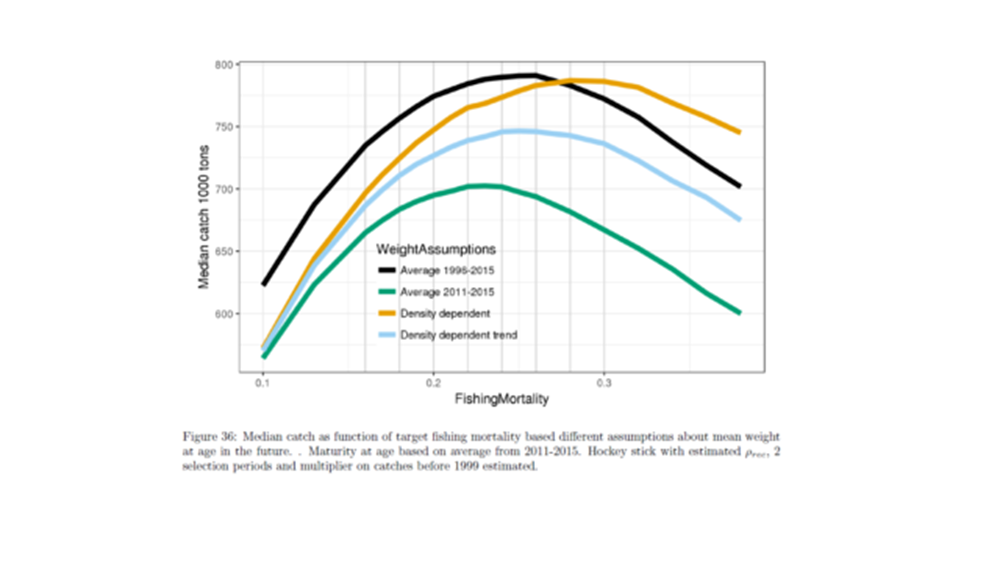 800
750
700
650
600
Median catch 1000 tons
WeightAssumptions
Average 1998-2015
Average 2011-2015
Density dependent
Density dependent trend
0.1 0.2 0.3
FishingMortality
Figure 36: Median catch as function of target fishing mortality based different assumptions about mean weight
at age in the future. . Maturity at age based on average from 2011-2015. Hockey stick with estimated ρrec, 2
selection periods and multiplier on catches before 1999 estimated.